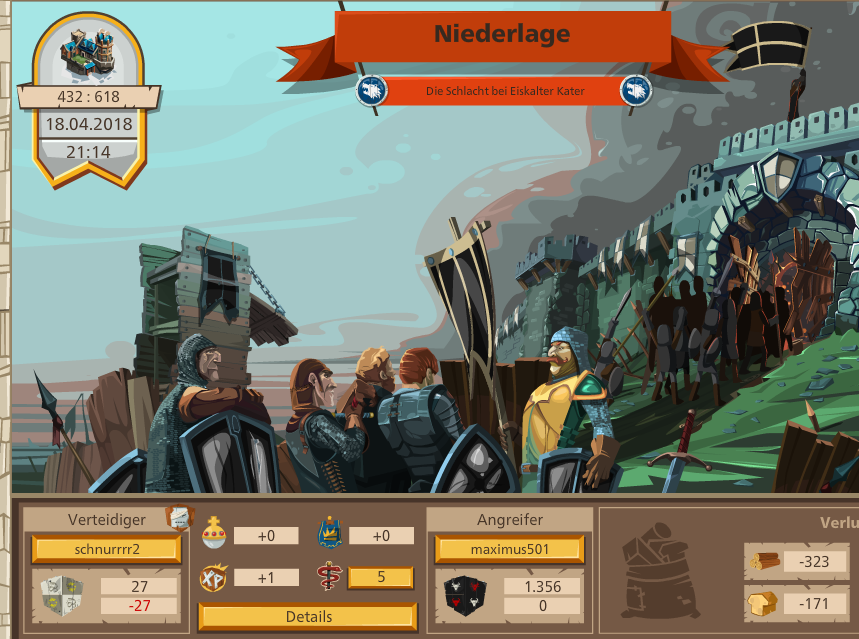 Niederlage
Die Schlacht bei Eiskalter Kater
432 : 618
18.04.2018
21:14
Verteidiger
schnurrrr2
27
-27
+0
+0
XP
+1
5
Details
Angreifer
maximus501
1.356
0
Verlu
-323
-171